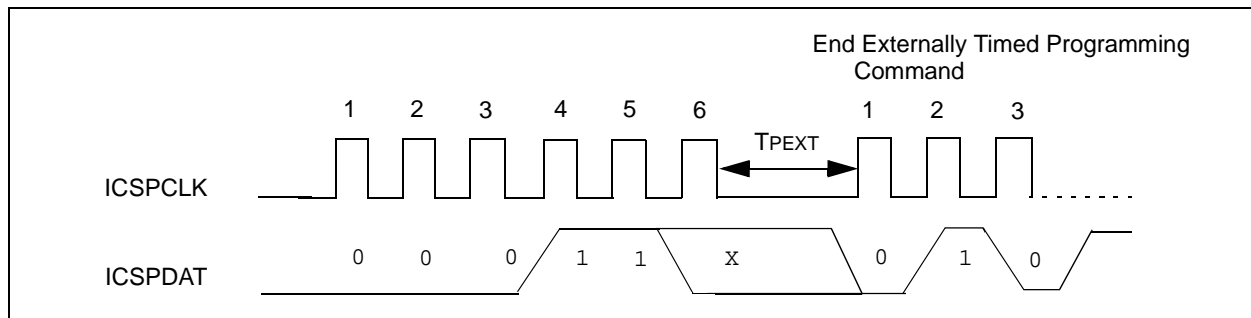 End Externally Timed Programming
Command
1 2 3 4 5 6 1 2 3
TPEXT
ICSPCLK
0 0 0 1 1 X 0 1 0
ICSPDAT